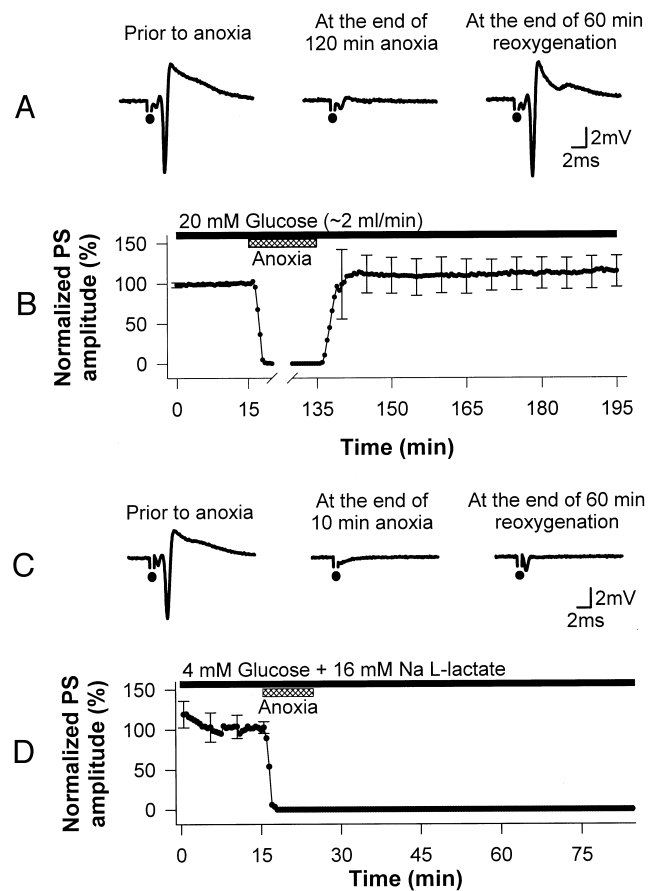 Prior to anoxia
At the end of
120 min anoxia
At the end of 60 min
reoxygenation
A
2mV
2ms
20 mM Glucose (~2 ml/min)
Anoxia
B
Normalized PS
amplitude (%)
150
100
50
0
0 15 135 150 165 180 195
Time (min)
Prior to anoxia
At the end of
10 min anoxia
At the end of 60 min
reoxygenation
C
2mV
2ms
4 mM Glucose + 16 mM Na L-lactate
Anoxia
D
Normalized PS
amplitude (%)
150
100
50
0
0 15 30 45 60 75
Time (min)